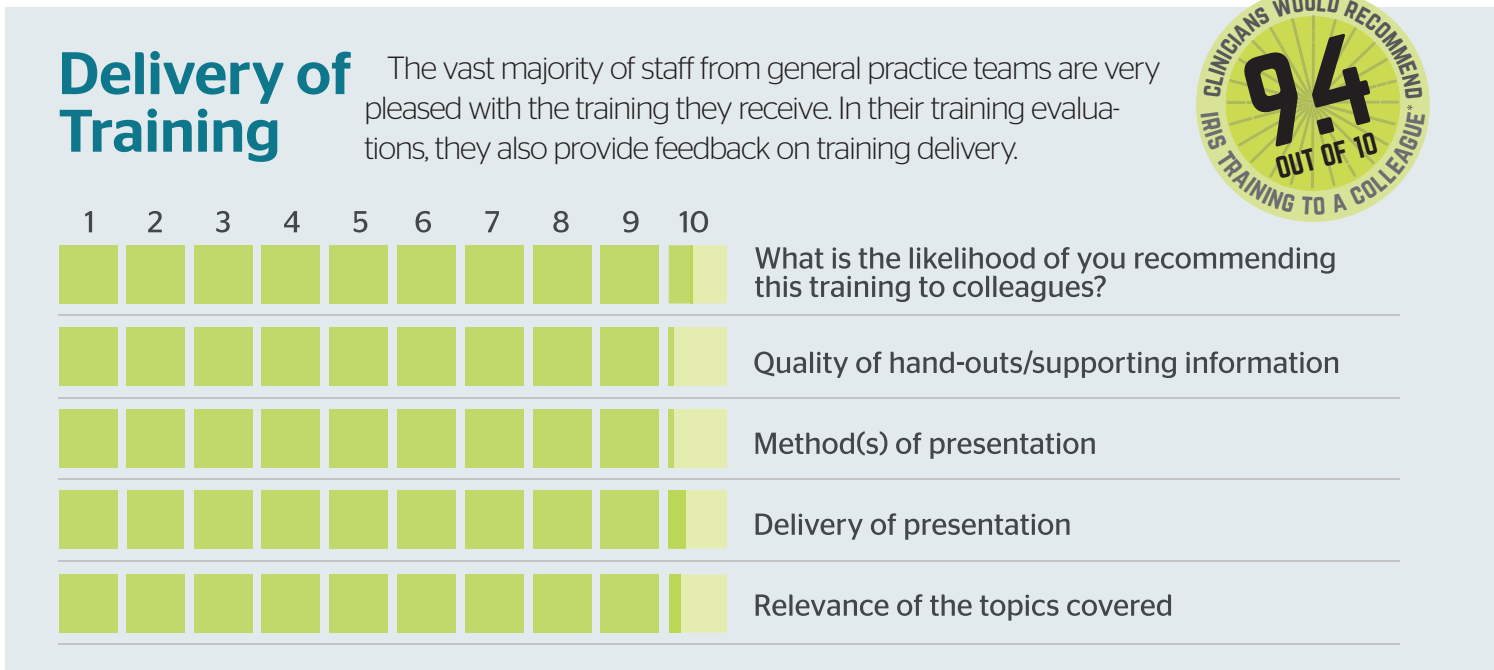 Delivery of
Training
The vast majority of staff from general practice teams are very
pleased with the training they receive. In their training evalua-
tions, they also provide feedback on training delivery.
CLINICIANS WOULD RECOMMEND
9.4
OUT OF 10
IRIS TRAINING TO A COLLEAGUE*
1 2 3 4 5 6 7 8 9 10
What is the likelihood of you recommending
this training to colleagues?
Quality of hand-outs/supporting information
Method(s) of presentation
Delivery of presentation
Relevance of the topics covered